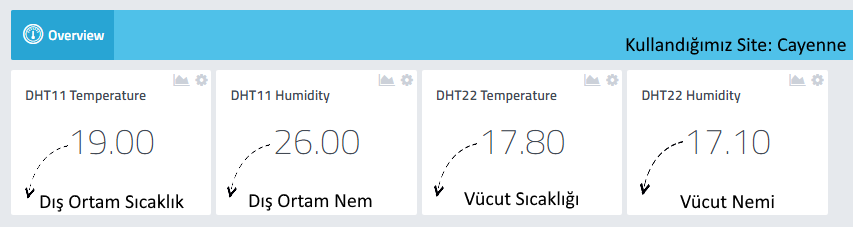 Overview
Kullandığımız Site: Cayenne
DHT11 Temperature
19.00
Dış Ortam Sıcaklık
DHT11 Humidity
26.00
Dış Ortam Nem
DHT22 Temperature
17.80
Vücut Sıcaklığı
DHT22 Humidity
17.10
Vücut Nemi